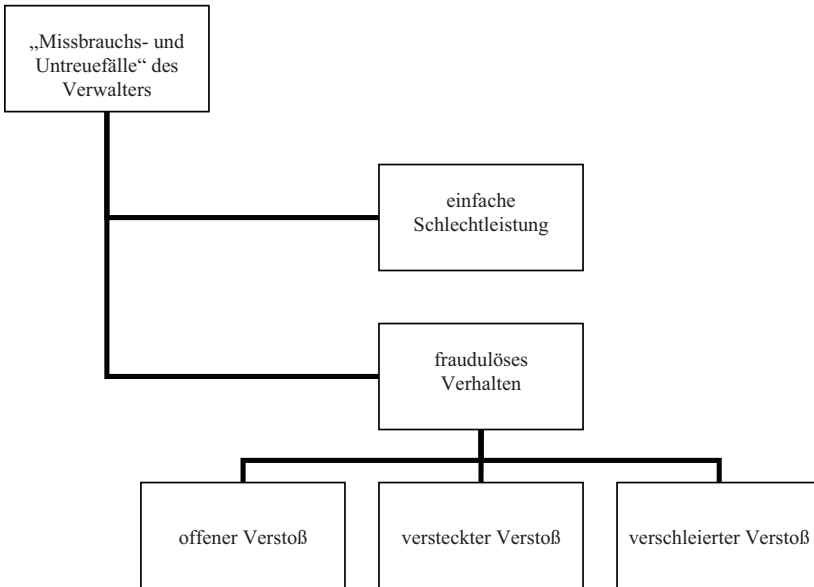 „Missbrauchs- und
Untreuefälle“ des
Verwalters
einfache
Schlechtleistung
fraudulöses
Verhalten
offener Verstoß
versteckter Verstoß
verschleierter Verstoß